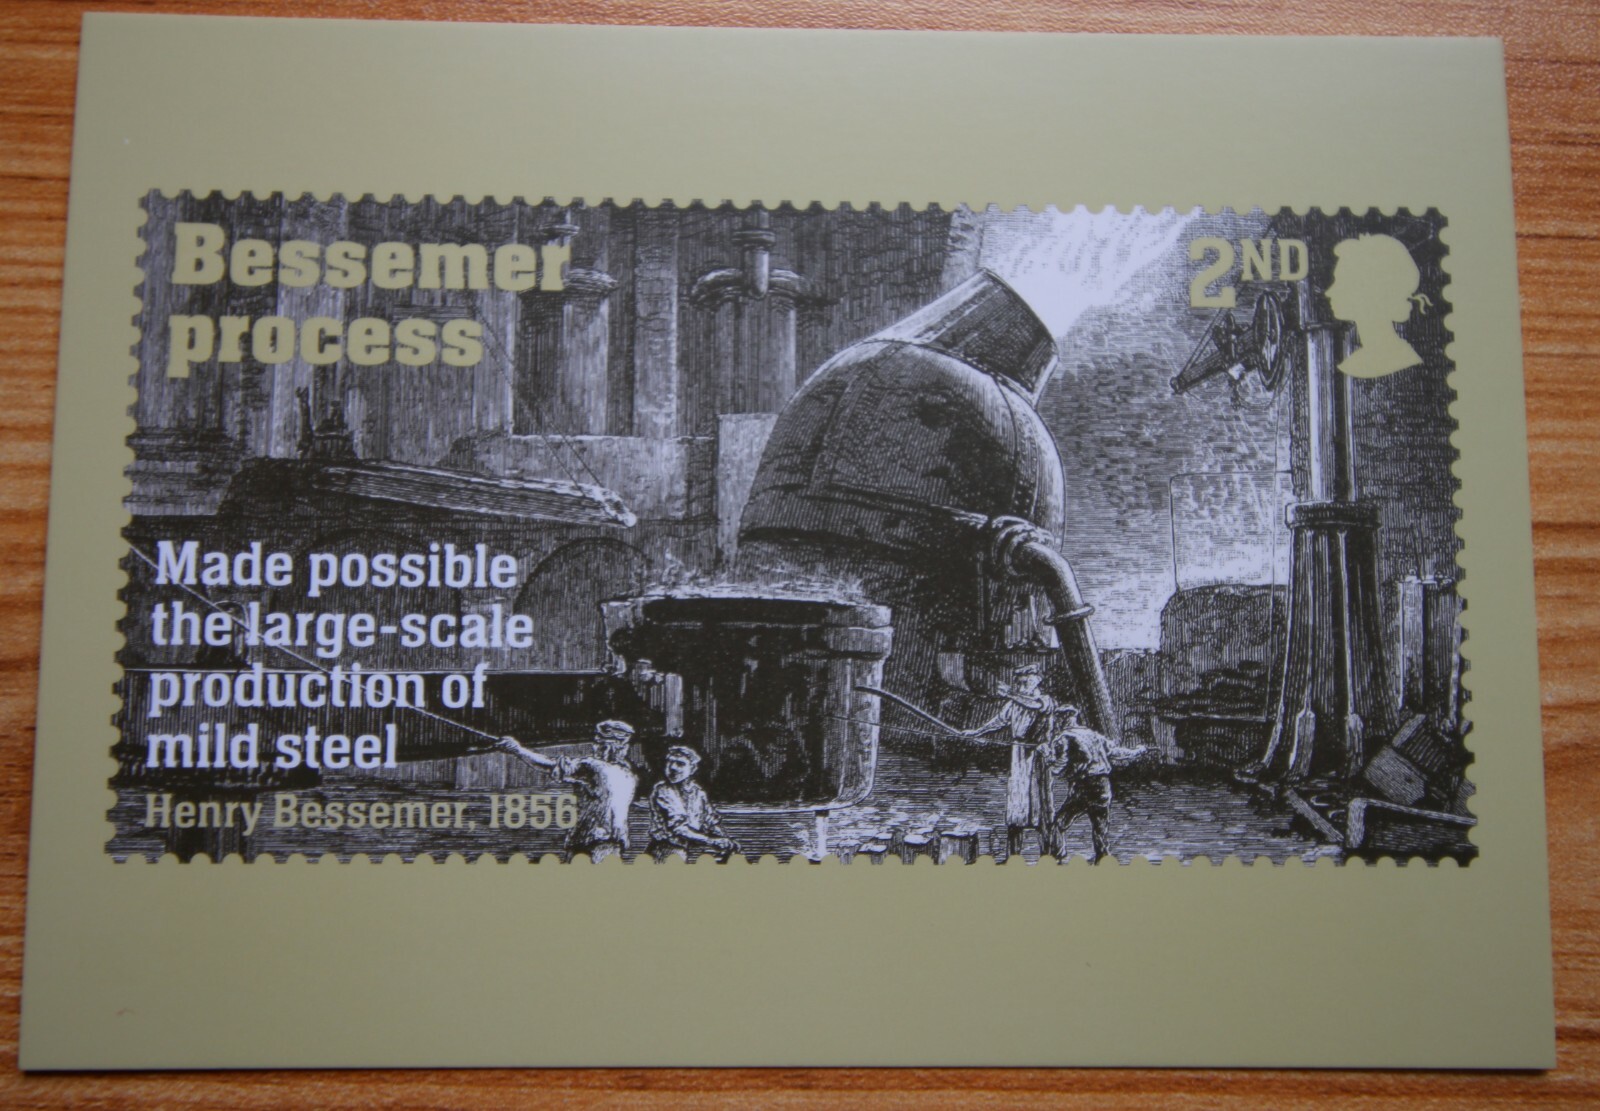 Bessemer
process
2ND
Made possible
the large-scale
production of
mild steel
Henry Bessemer, 1856